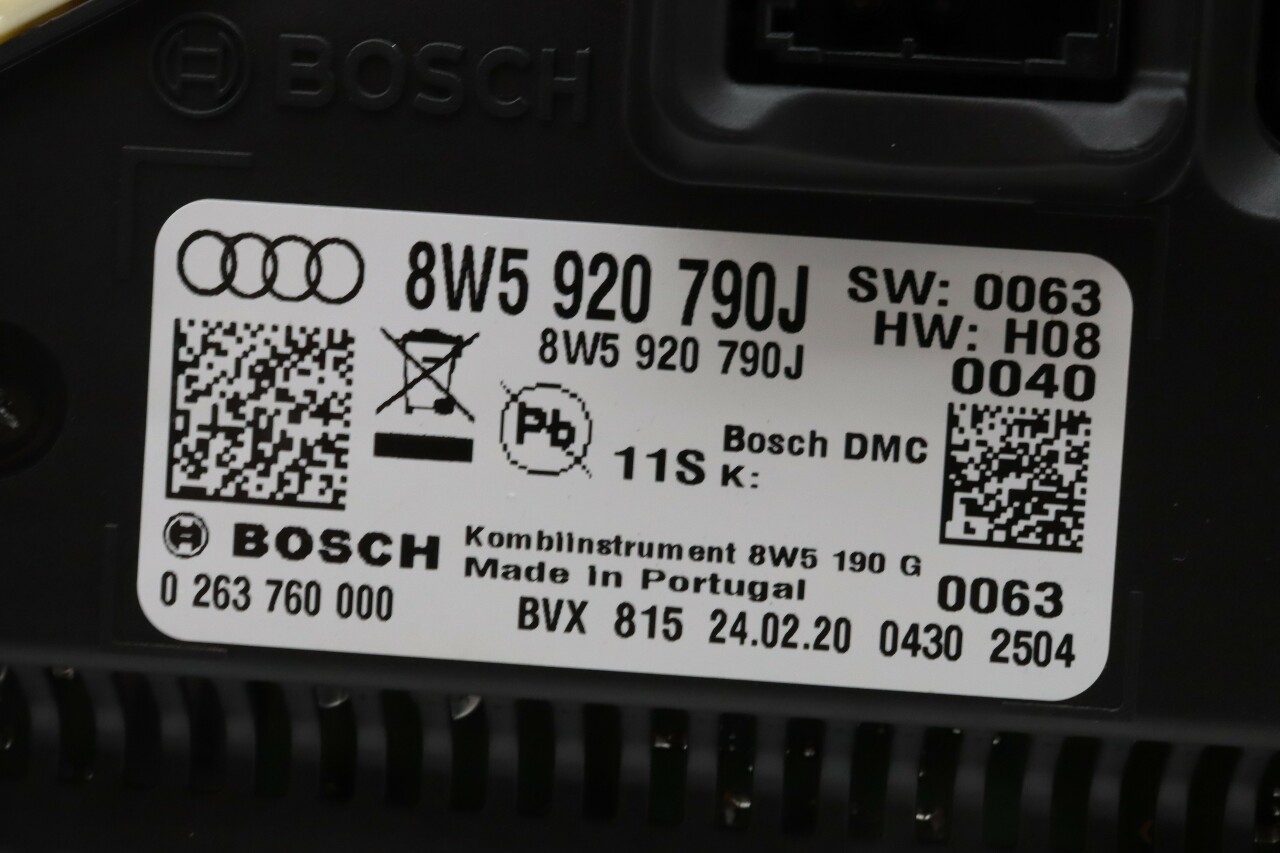 BOSCH
8W5 920 790J
SW: 0063
HW: H08
8W5 920 790J
0040
Pb
11S
Bosch DMC
K:
BOSCH
Kombiinstrument 8W5 190 G
Made in Portugal
0063
0 263 760 000
BVX 815 24.02.20 0430 2504